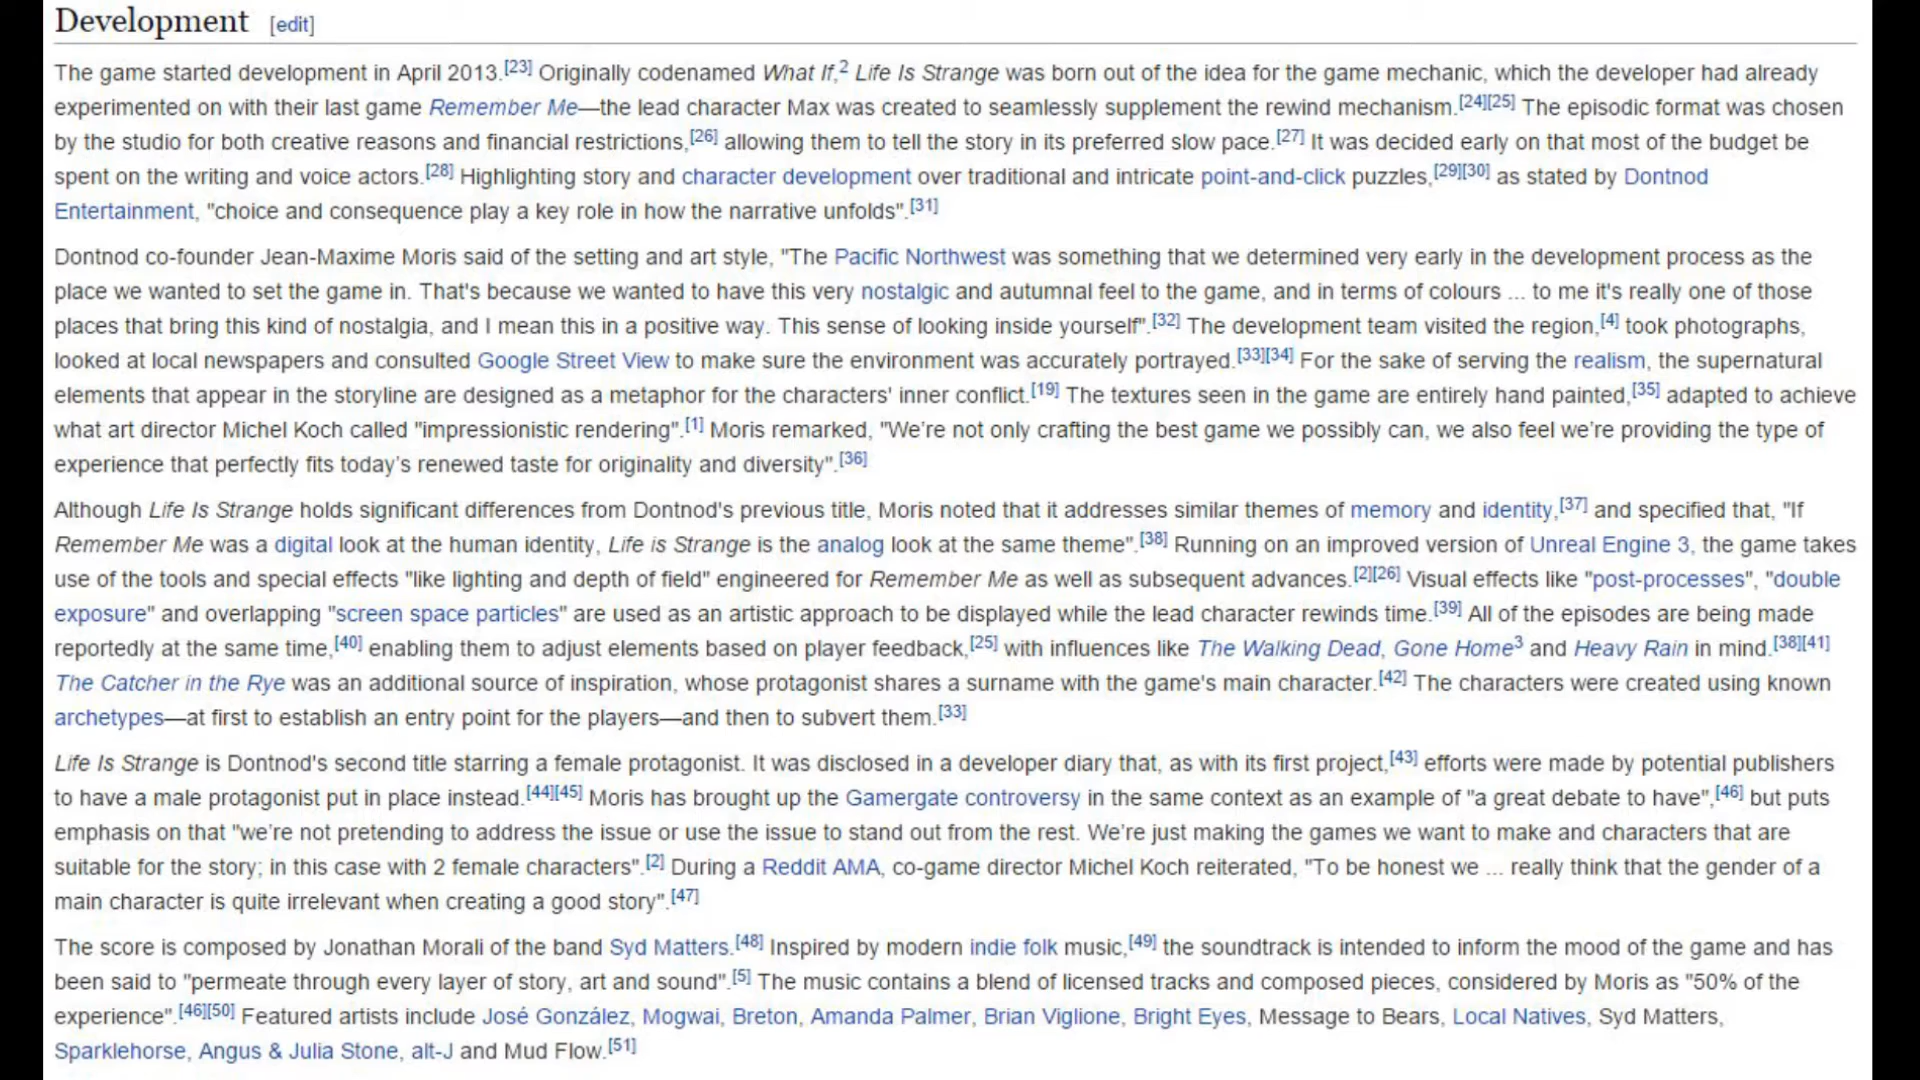 Development [edit]
The game started development in April 2013.[23] Originally codenamed What If,2 Life Is Strange was born out of the idea for the game mechanic, which the developer had already
experimented on with their last game Remember Me—the lead character Max was created to seamlessly supplement the rewind mechanism.[24][25] The episodic format was chosen
by the studio for both creative reasons and financial restrictions,[26] allowing them to tell the story in its preferred slow pace.[27] It was decided early on that most of the budget be
spent on the writing and voice actors.[28] Highlighting story and character development over traditional and intricate point-and-click puzzles,[29][30] as stated by Dontnod
Entertainment, "choice and consequence play a key role in how the narrative unfolds".[31]
Dontnod co-founder Jean-Maxime Moris said of the setting and art style, "The Pacific Northwest was something that we determined very early in the development process as the
place we wanted to set the game in. That's because we wanted to have this very nostalgic and autumnal feel to the game, and in terms of colours ... to me it's really one of those
places that bring this kind of nostalgia, and I mean this in a positive way. This sense of looking inside yourself".[32] The development team visited the region,[4] took photographs,
looked at local newspapers and consulted Google Street View to make sure the environment was accurately portrayed.[33][34] For the sake of serving the realism, the supernatural
elements that appear in the storyline are designed as a metaphor for the characters' inner conflict.[19] The textures seen in the game are entirely hand painted,[35] adapted to achieve
what art director Michel Koch called "impressionistic rendering".[1] Moris remarked, "We're not only crafting the best game we possibly can, we also feel we're providing the type of
experience that perfectly fits today's renewed taste for originality and diversity".[36]
Although Life Is Strange holds significant differences from Dontnod's previous title, Moris noted that it addresses similar themes of memory and identity,[37] and specified that, "If
Remember Me was a digital look at the human identity, Life is Strange is the analog look at the same theme".[38] Running on an improved version of Unreal Engine 3, the game takes
use of the tools and special effects "like lighting and depth of field" engineered for Remember Me as well as subsequent advances.[2][26] Visual effects like "post-processes", "double
exposure" and overlapping "screen space particles" are used as an artistic approach to be displayed while the lead character rewinds time.[39] All of the episodes are being made
reportedly at the same time,[40] enabling them to adjust elements based on player feedback,[25] with influences like The Walking Dead, Gone Home3 and Heavy Rain in mind.[38][41]
The Catcher in the Rye was an additional source of inspiration, whose protagonist shares a surname with the game's main character.[42] The characters were created using known
archetypes—at first to establish an entry point for the players—and then to subvert them.[33]
Life Is Strange is Dontnod's second title starring a female protagonist. It was disclosed in a developer diary that, as with its first project,[43] efforts were made by potential publishers
to have a male protagonist put in place instead.[44][45] Moris has brought up the Gamergate controversy in the same context as an example of "a great debate to have",[46] but puts
emphasis on that "we're not pretending to address the issue or use the issue to stand out from the rest. We're just making the games we want to make and characters that are
suitable for the story; in this case with 2 female characters".[2] During a Reddit AMA, co-game director Michel Koch reiterated, "To be honest we ... really think that the gender of a
main character is quite irrelevant when creating a good story".[47]
The score is composed by Jonathan Morali of the band Syd Matters.[48] Inspired by modern indie folk music,[49] the soundtrack is intended to inform the mood of the game and has
been said to "permeate through every layer of story, art and sound".[5] The music contains a blend of licensed tracks and composed pieces, considered by Moris as "50% of the
experience".[46][50] Featured artists include José González, Mogwai, Breton, Amanda Palmer, Brian Viglione, Bright Eyes, Message to Bears, Local Natives, Syd Matters,
Sparklehorse, Angus & Julia Stone, alt-J and Mud Flow.[51]